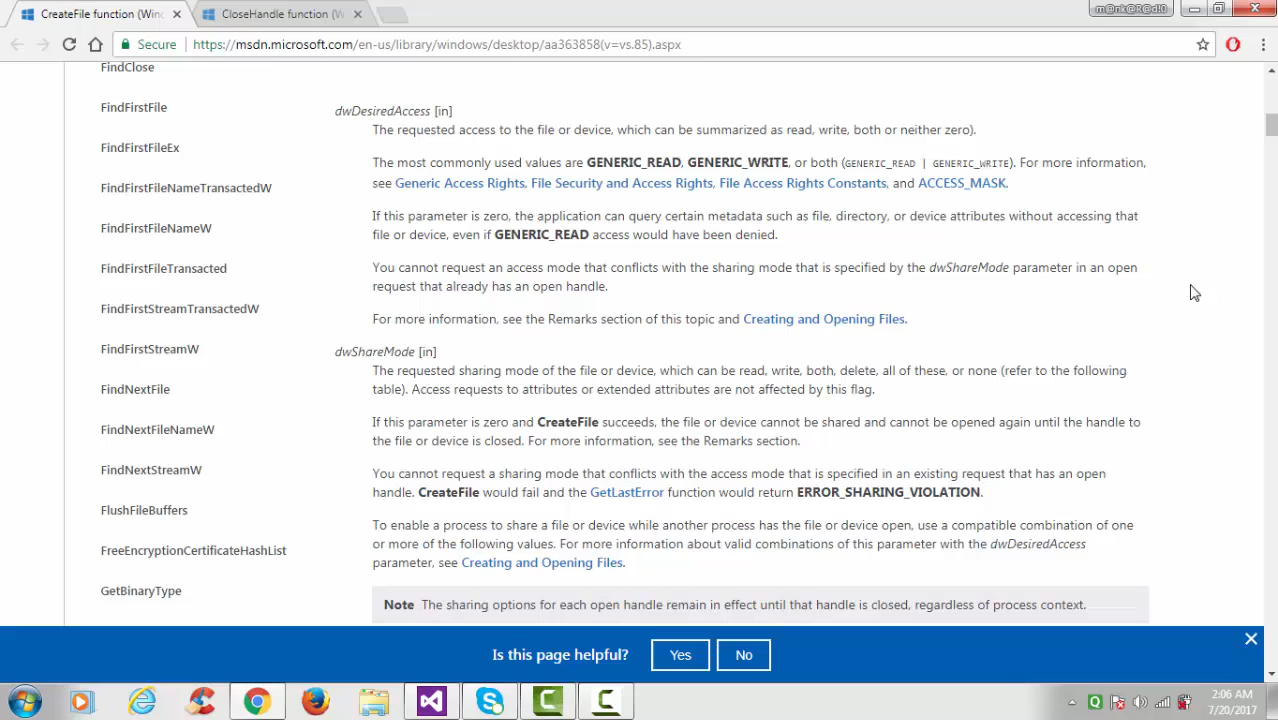 CreateFile function (Winc
CloseHandle function (W
m@nk@R@dI0
Secure
https://msdn.microsoft.com/en-us/library/windows/desktop/aa363858(v=vs.85).aspx
FindClose
FindFirstFile
FindFirstFileEx
FindFirstFileNameTransactedW
FindFirstFileNameW
FindFirstFileTransacted
FindFirstStreamTransactedW
FindFirstStreamW
FindNextFile
FindNextFileNameW
FindNextStreamW
FlushFileBuffers
FreeEncryptionCertificateHashList
GetBinaryType
dwDesiredAccess [in]
The requested access to the file or device, which can be summarized as read, write, both or neither zero).
The most commonly used values are GENERIC_READ, GENERIC_WRITE, or both (GENERIC_READ | GENERIC_WRITE). For more information,
see Generic Access Rights, File Security and Access Rights, File Access Rights Constants, and ACCESS_MASK.
If this parameter is zero, the application can query certain metadata such as file, directory, or device attributes without accessing that
file or device, even if GENERIC_READ access would have been denied.
You cannot request an access mode that conflicts with the sharing mode that is specified by the dwShareMode parameter in an open
request that already has an open handle.
For more information, see the Remarks section of this topic and Creating and Opening Files.
dwShareMode [in]
The requested sharing mode of the file or device, which can be read, write, both, delete, all of these, or none (refer to the following
table). Access requests to attributes or extended attributes are not affected by this flag.
If this parameter is zero and CreateFile succeeds, the file or device cannot be shared and cannot be opened again until the handle to
the file or device is closed. For more information, see the Remarks section.
You cannot request a sharing mode that conflicts with the access mode that is specified in an existing request that has an open
handle. CreateFile would fail and the GetLastError function would return ERROR_SHARING_VIOLATION.
To enable a process to share a file or device while another process has the file or device open, use a compatible combination of one
or more of the following values. For more information about valid combinations of this parameter with the dwDesiredAccess
parameter, see Creating and Opening Files.
Note The sharing options for each open handle remain in effect until that handle is closed, regardless of process context.
Is this page helpful?
Yes
No
2:06 AM
7/20/2017